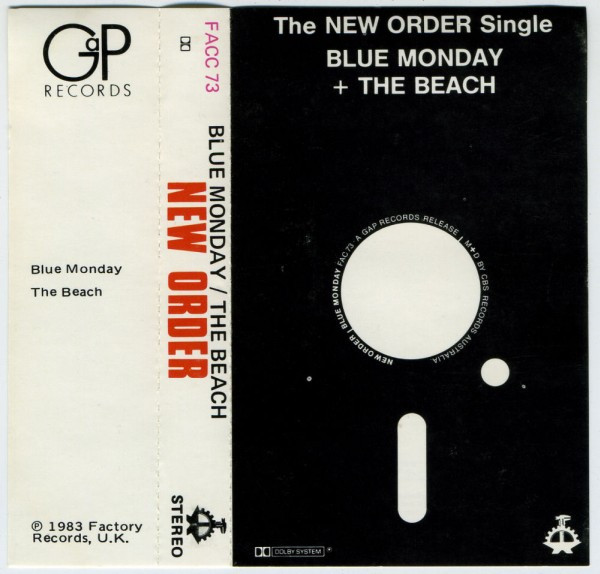 GaP
RECORDS
Blue Monday
The Beach
℗ 1983 Factory
Records, U.K.
FACC 73
BLUE MONDAY / THE BEACH
NEW ORDER
STEREO
The NEW ORDER Single
BLUE MONDAY
+ THE BEACH
NEW ORDER | BLUE MONDAY FAC 73 A GAP RECORDS RELEASE | M+D BY CBS RECORDS AUSTRALIA
DOLBY SYSTEM ®